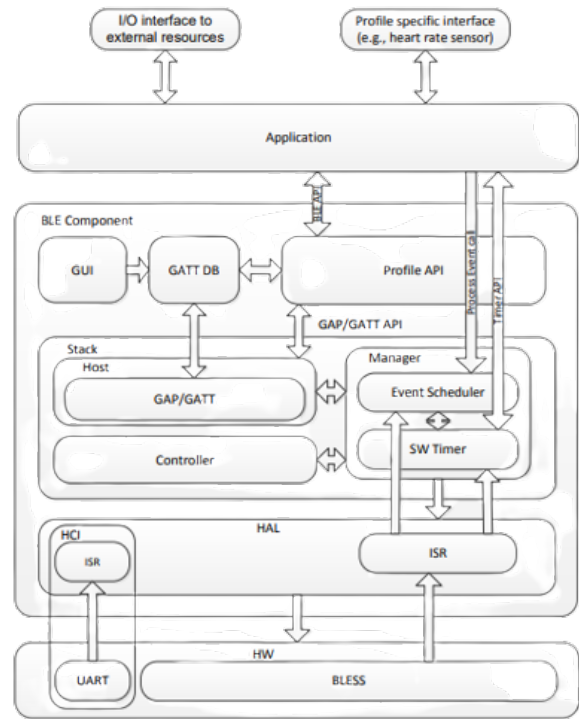 I/O interface to
external resources
Profile specific interface
(e.g., heart rate sensor)
Application
BLE API
Process Event call
Timer API
BLE Component
GUI
GATT DB
Profile API
GAP/GATT API
Stack
Host
GAP/GATT
Manager
Event Scheduler
Controller
SW Timer
HAL
HCI
ISR
ISR
HW
UART
BLESS